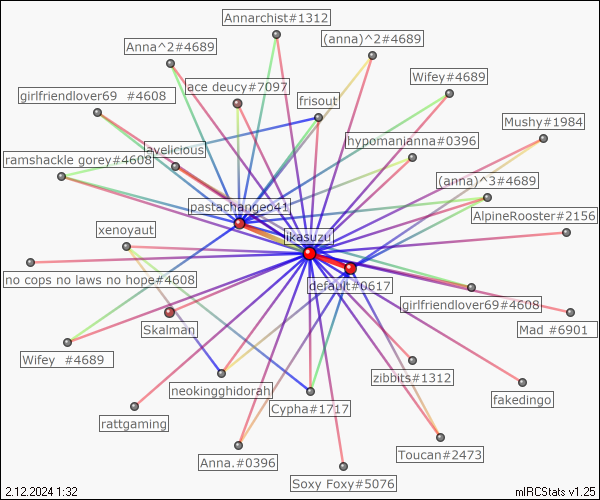 Annarchist#1312
(anna)^2#4689
Anna^2#4689
Wifey#4689
ace deucy#7097
girlfriendlover69 #4608
frisout
Mushy#1984
hypomanianna#0396
lavelicious
ramshackle gorey#4608
(anna)^3#4689
pastachangeo41
AlpineRooster#2156
xenoyaut
ikasuzu
no cops no laws no hope#4608
default#0617
girlfriendlover69#4608
Skalman_
Mad #6901
Wifey #4689
zibbits#1312
neokingghidorah
fakedingo
Cypha#1717
rattgaming
Toucan#2473
Anna.#0396
Soxy Foxy#5076
2.12.2024 1:32
mIRCStats v1.25